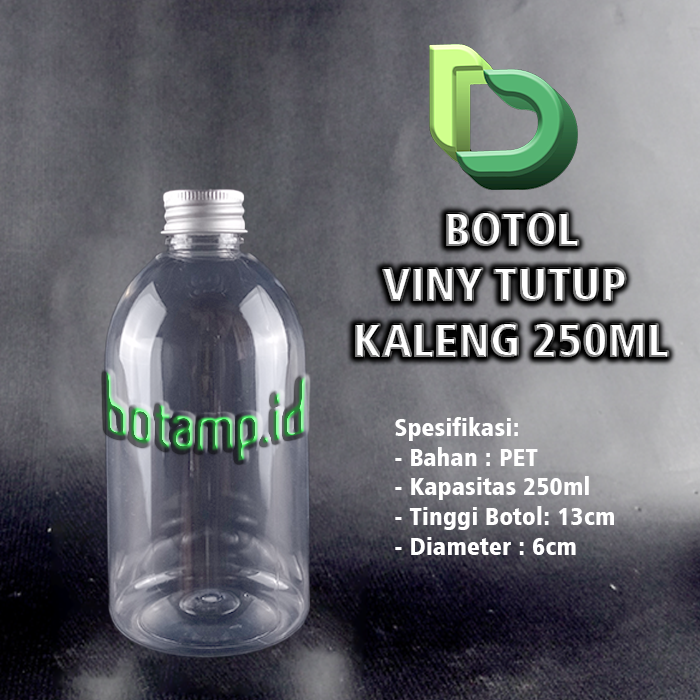 BOTOL
VINY TUTUP
KALENG 250ML
botamp.id
Spesifikasi:
- Bahan : PET
- Kapasitas 250ml
- Tinggi Botol: 13cm
- Diameter : 6cm